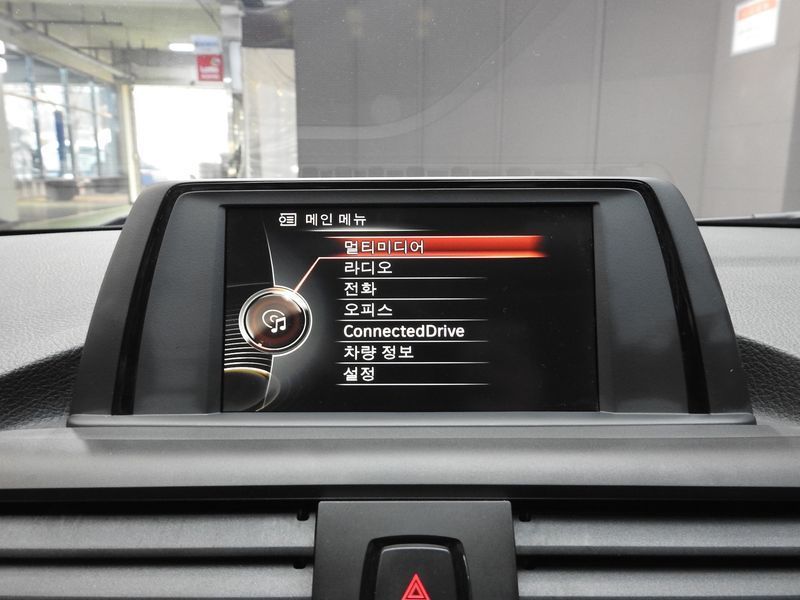 메인 메뉴
멀티미디어
라디오
전화
오피스
ConnectedDrive
차량 정보
설정